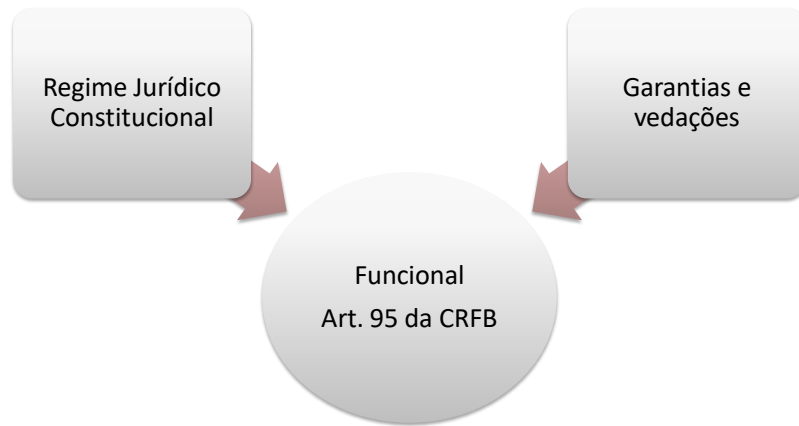 Regime Jurídico
Constitucional
Garantias e
vedações
Funcional
Art. 95 da CRFB